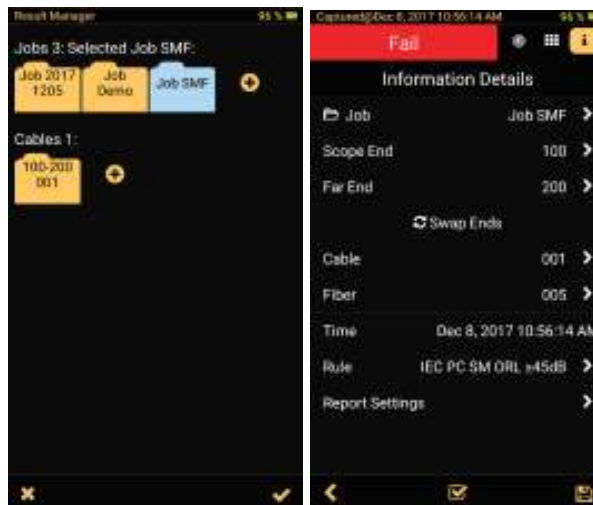 Result Manager
95 %
Jobs 3: Selected Job SMF:
Job 2017
1205
Job
Demo
Job SMF
Cables 1:
100-200
001
Captured@Dec 8, 2017 10:56:14 AM
95 %
Fail
i
Information Details
Job
Job SMF
Scope End
100
Far End
200
Swap Ends
Cable
001
Fiber
005
Time
Dec 8, 2017 10:56:14 AM
Rule
IEC PC SM ORL ≥45dB
Report Settings